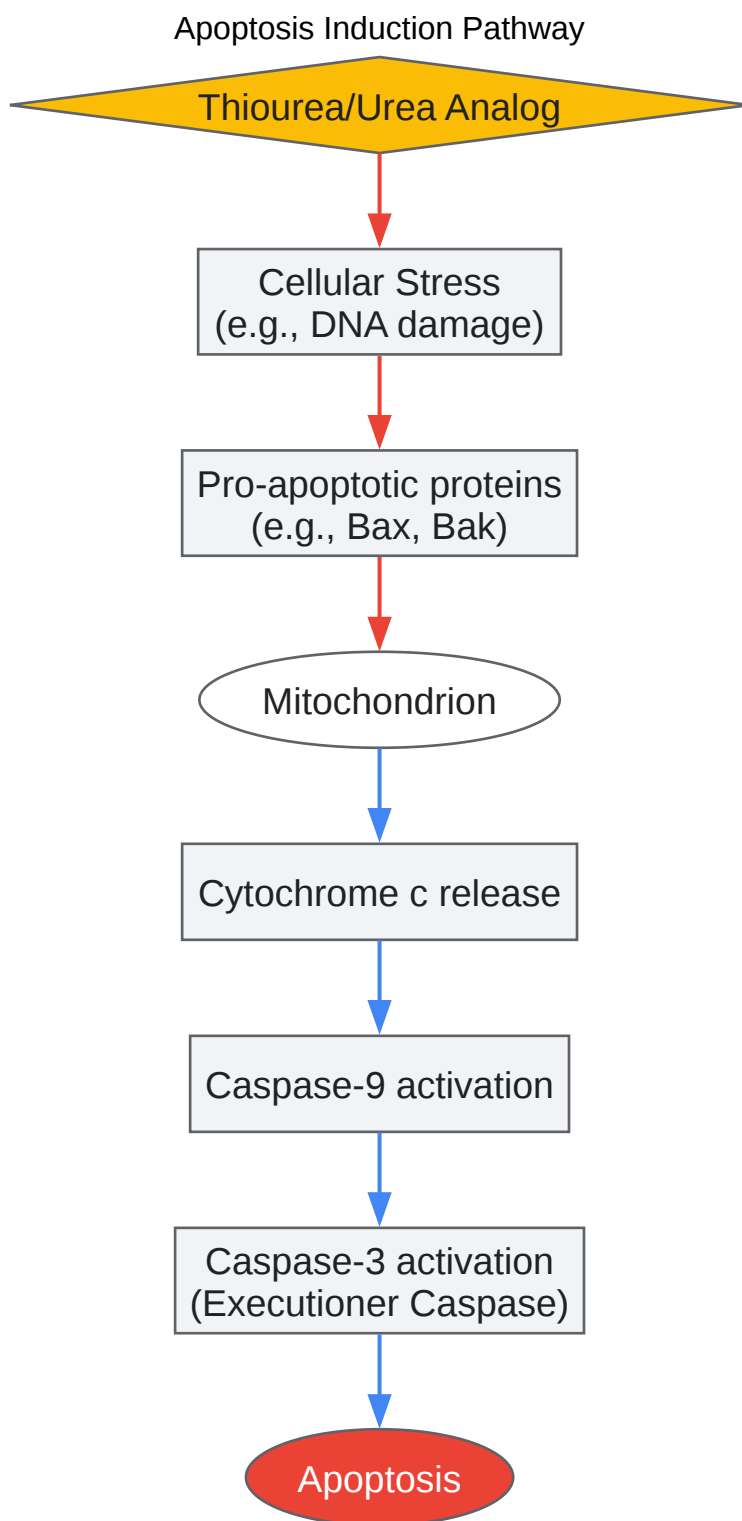 Apoptosis Induction Pathway
Thiourea/Urea Analog
Cellular Stress
(e.g., DNA damage)
Pro-apoptotic proteins
(e.g., Bax, Bak)
Mitochondrion
Cytochrome c release
Caspase-9 activation
Caspase-3 activation
(Executioner Caspase)
Apoptosis